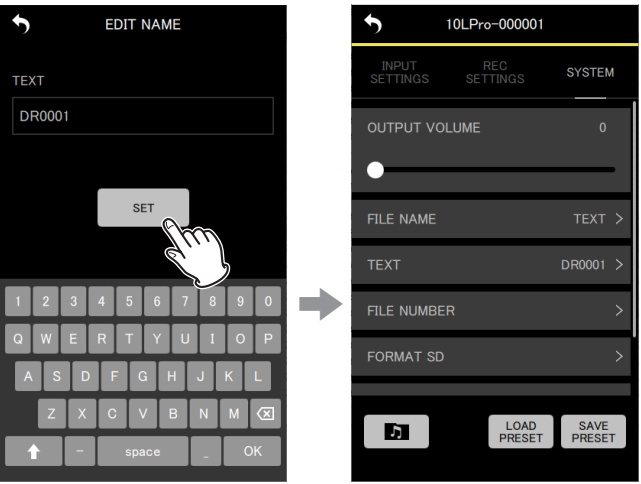 EDIT NAME
TEXT
DR0001
SET
1 2 3 4 5 6 7 8 9 0
Q W E R T Y U I O P
A S D F G H J K L
Z X C V B N M
- space _ OK
10LPro-000001
INPUT SETTINGS
REC SETTINGS
SYSTEM
OUTPUT VOLUME 0
FILE NAME TEXT >
TEXT DR0001 >
FILE NUMBER >
FORMAT SD >
LOAD PRESET
SAVE PRESET